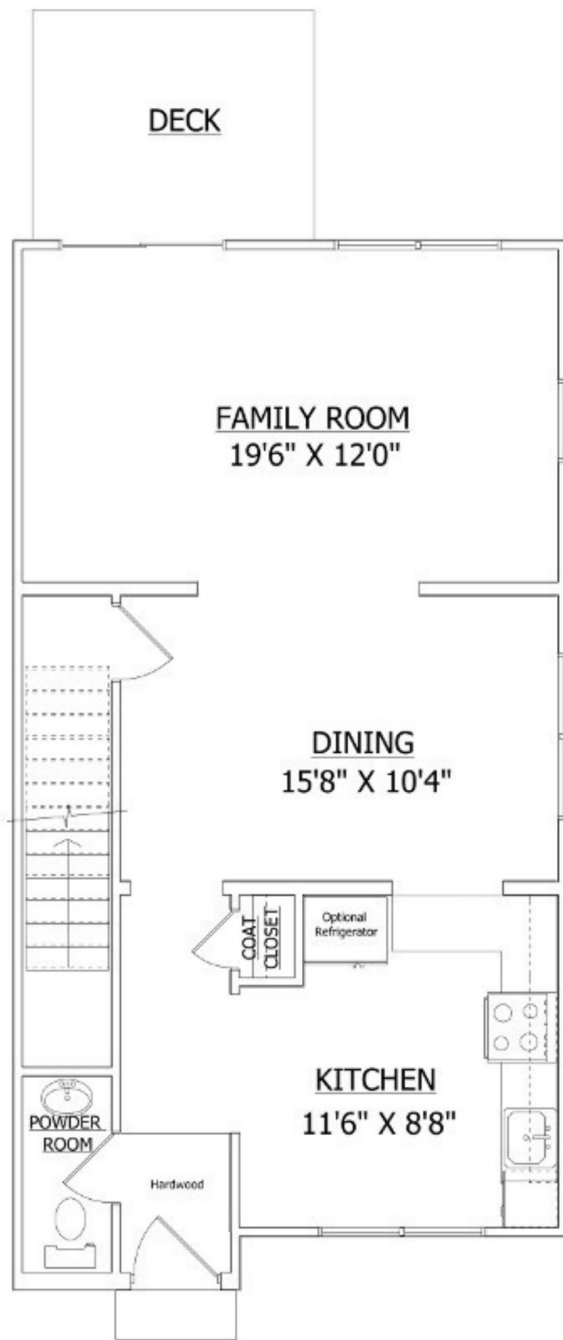 DECK
FAMILY ROOM
19'6" X 12'0"
DINING
15'8" X 10'4"
COAT
CLOSET
Optional
Refrigerator
KITCHEN
11'6" X 8'8"
POWDER
ROOM
Hardwood